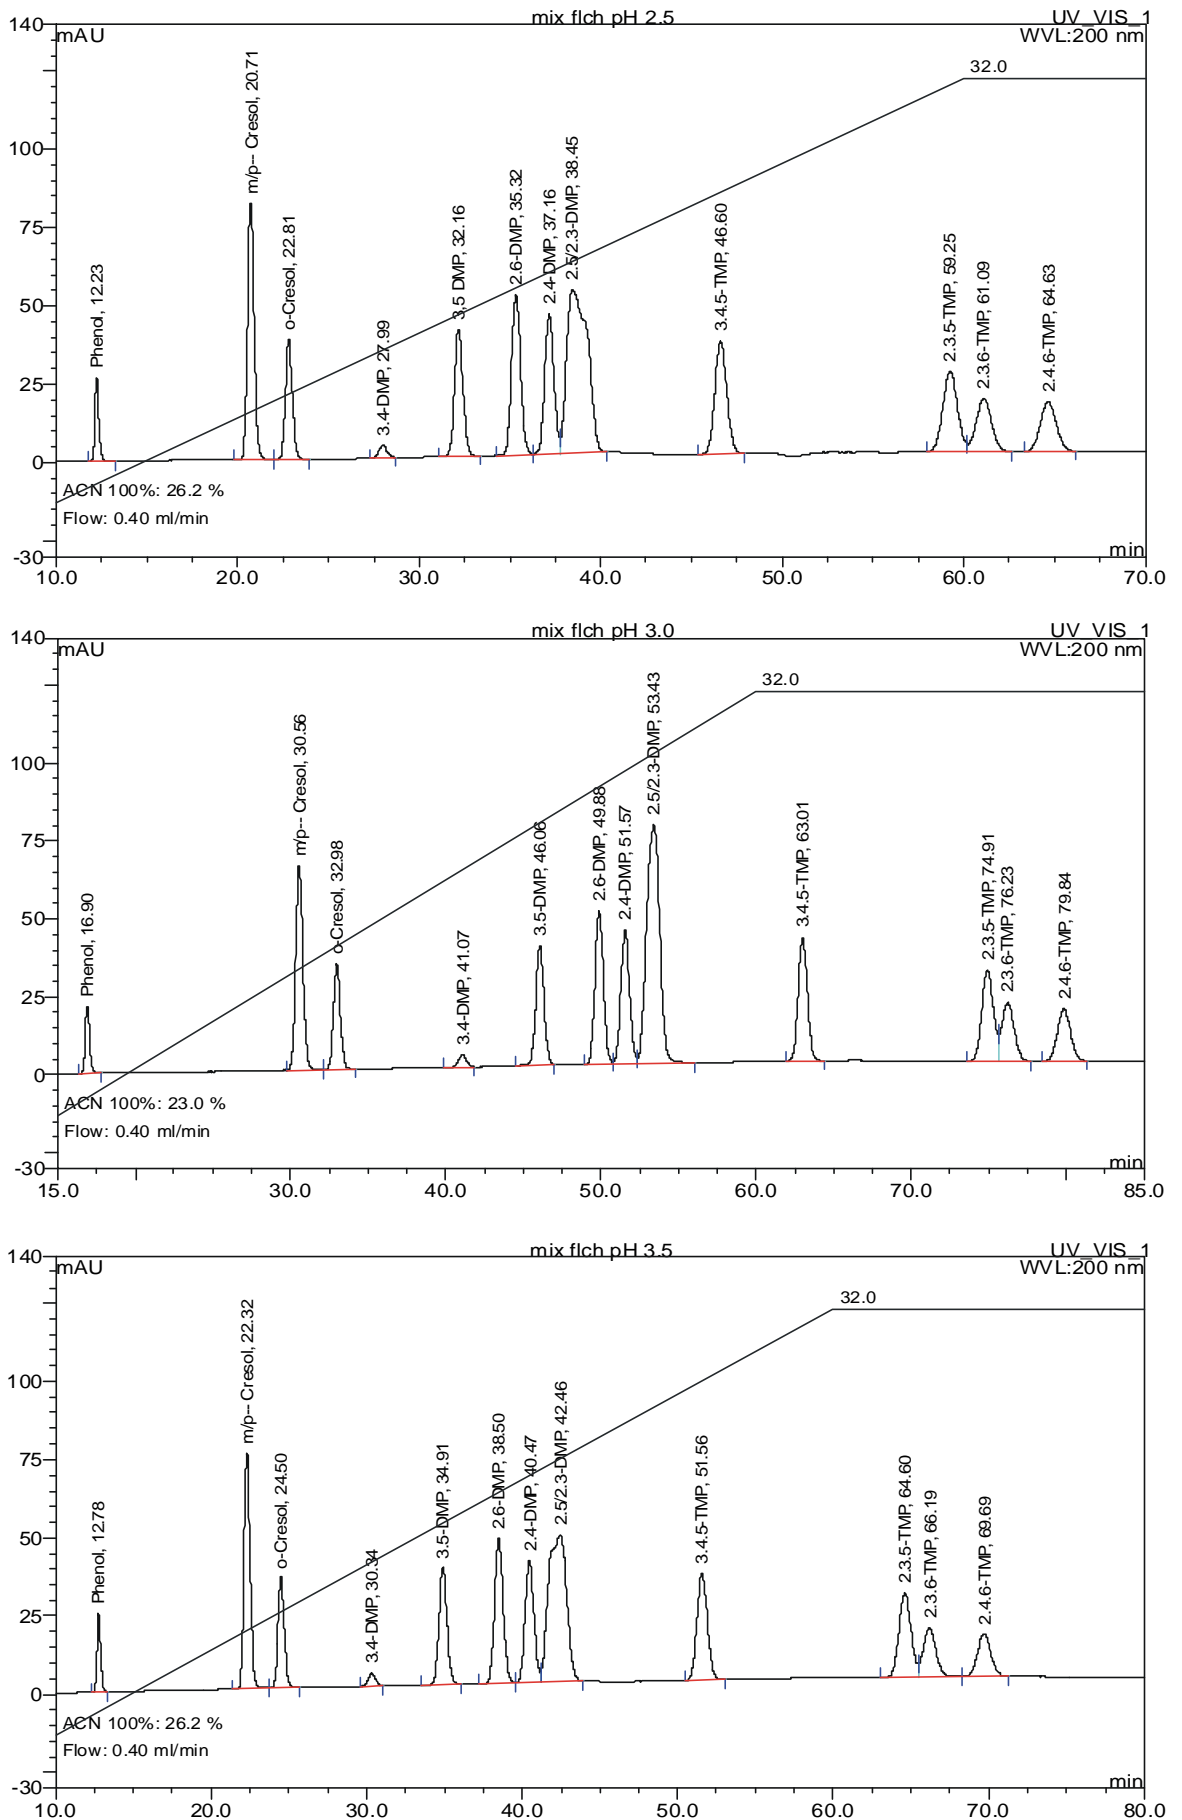 mix flch pH 2.5
UV_VIS_1
WVL:200 nm
mAU
140
100
75
50
25
0
-30
Phenol, 12.23
m/p-- Cresol, 20.71
o-Cresol, 22.81
3.4-DMP, 27.99
3,5 DMP, 32.16
2.6-DMP, 35.32
2.4-DMP, 37.16
2.5/2.3-DMP, 38.45
3.4.5-TMP, 46.60
2.3.5-TMP, 59.25
2.3.6-TMP, 61.09
2.4.6-TMP, 64.63
32.0
ACN 100%: 26.2 %
Flow: 0.40 ml/min
min
10.0 20.0 30.0 40.0 50.0 60.0 70.0
mix flch pH 3.0
UV_VIS_1
WVL:200 nm
mAU
140
100
75
50
25
0
-30
Phenol, 16.90
m/p-- Cresol, 30.56
o-Cresol, 32.98
3.4-DMP, 41.07
3.5-DMP, 46.06
2.6-DMP, 49.88
2.4-DMP, 51.57
2.5/2.3-DMP, 53.43
3.4.5-TMP, 63.01
2.3.5-TMP, 74.91
2.3.6-TMP, 76.23
2.4.6-TMP, 79.84
32.0
ACN 100%: 23.0 %
Flow: 0.40 ml/min
min
15.0 30.0 40.0 50.0 60.0 70.0 85.0
mix flch pH 3.5
UV_VIS_1
WVL:200 nm
mAU
140
100
75
50
25
0
-30
Phenol, 12.78
m/p-- Cresol, 22.32
o-Cresol, 24.50
3.4-DMP, 30.34
3.5-DMP, 34.91
2.6-DMP, 38.50
2.4-DMP, 40.47
2.5/2.3-DMP, 42.46
3.4.5-TMP, 51.56
2.3.5-TMP, 64.60
2.3.6-TMP, 66.19
2.4.6-TMP, 69.69
32.0
ACN 100%: 26.2 %
Flow: 0.40 ml/min
min
10.0 20.0 30.0 40.0 50.0 60.0 70.0 80.0